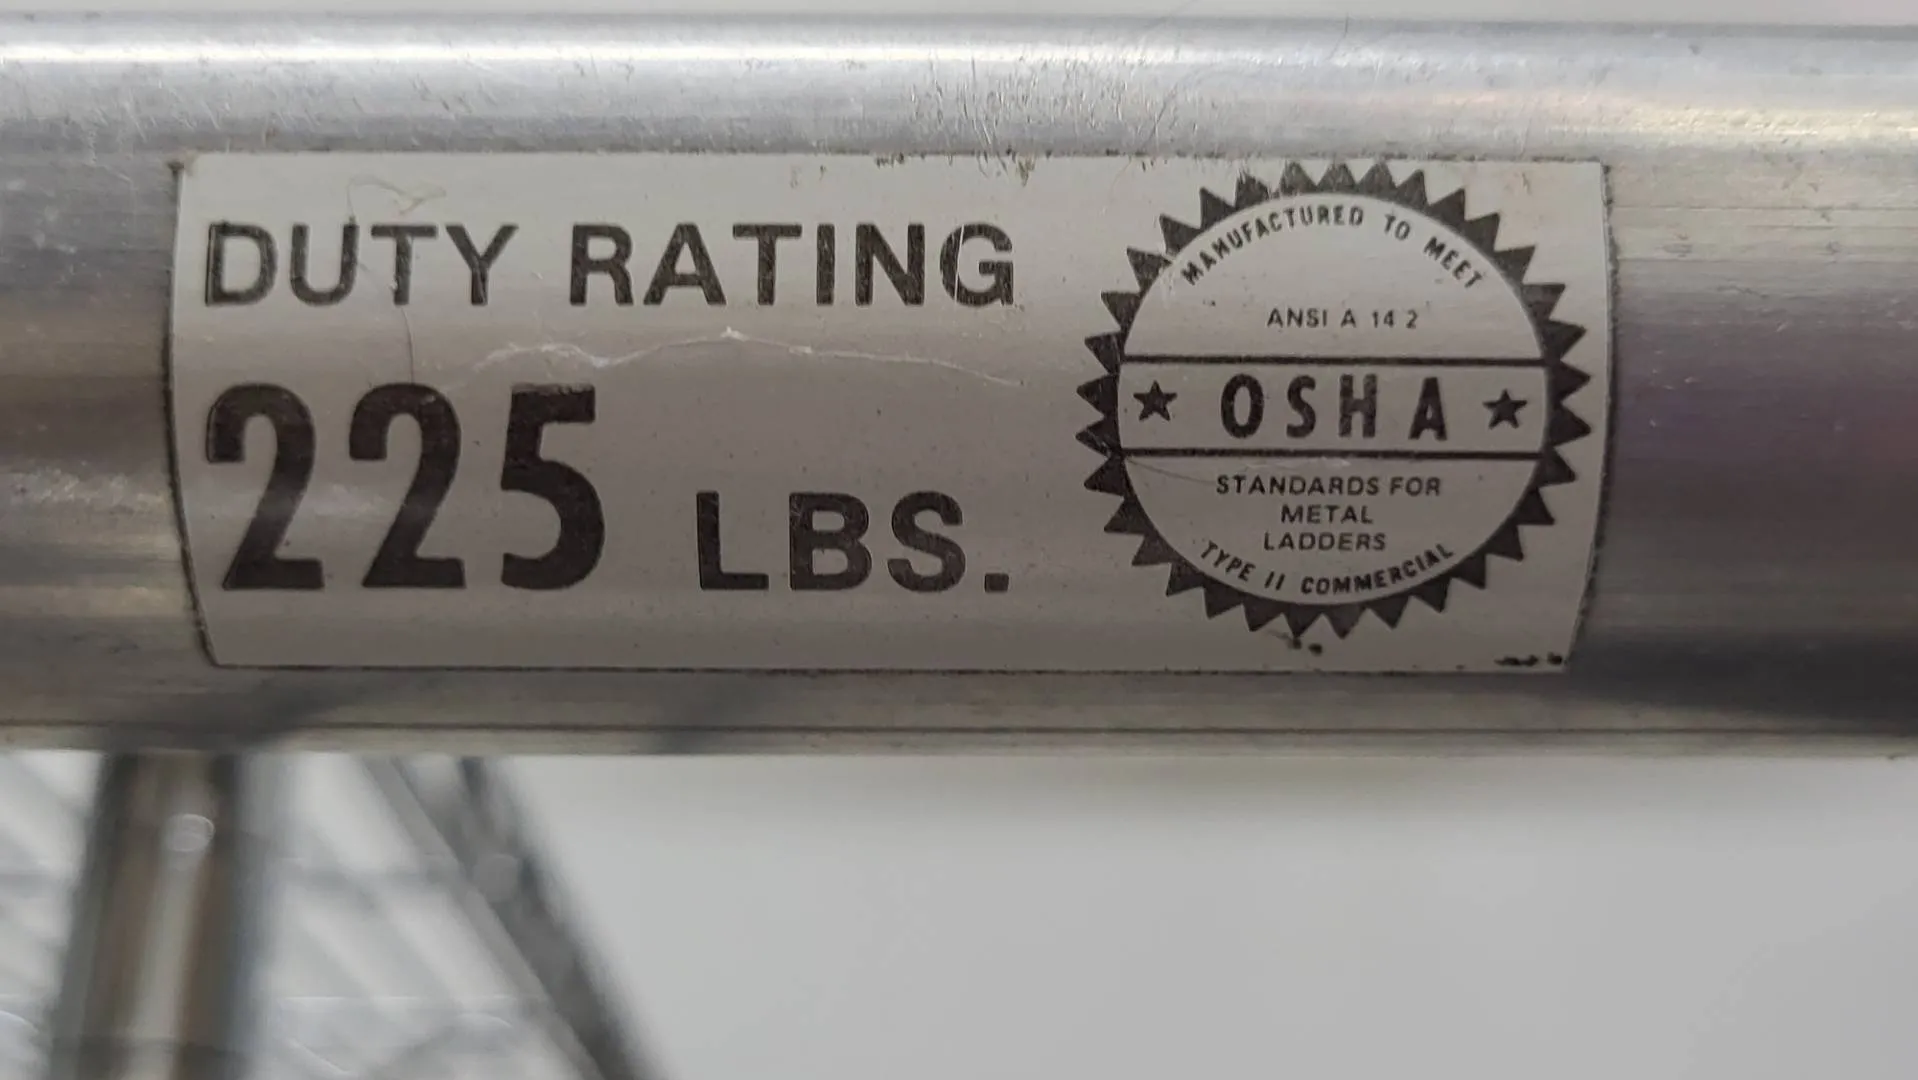 DUTY RATING
225 LBS.
MANUFACTURED TO MEET
ANSI A 14 2
★ OSHA ★
STANDARDS FOR
METAL
LADDERS
TYPE II COMMERCIAL